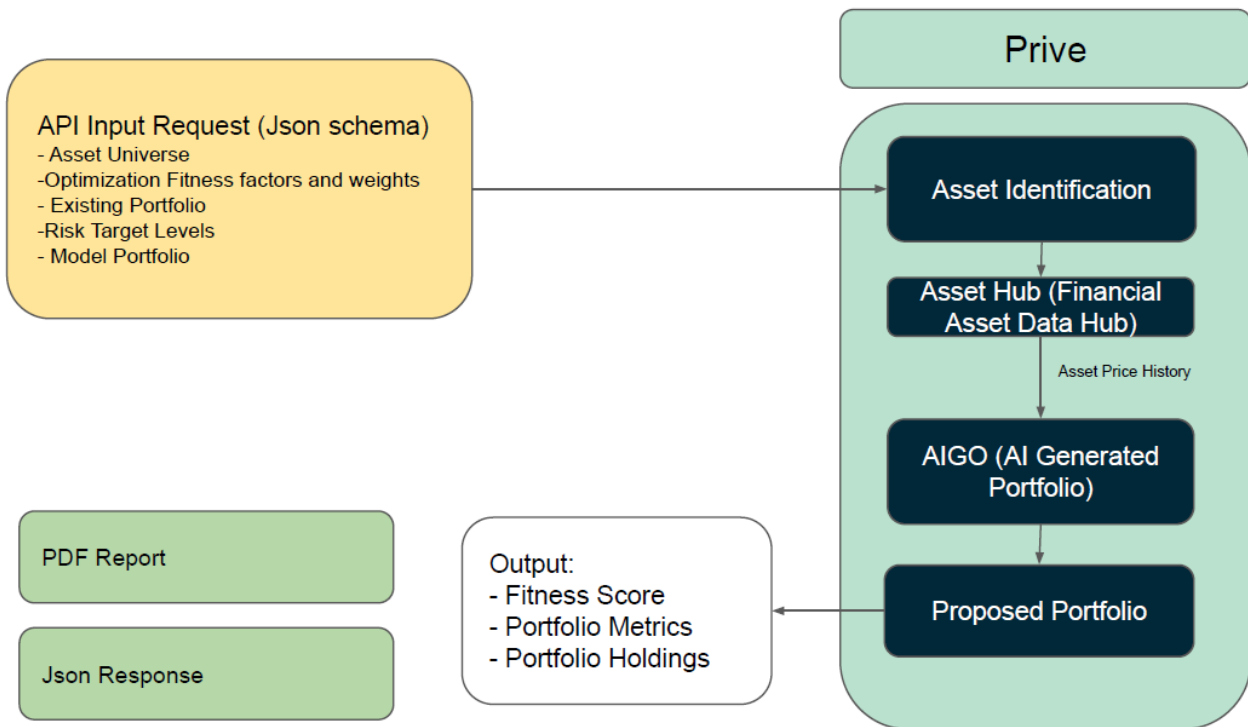 Prive
API Input Request (Json schema)
- Asset Universe
-Optimization Fitness factors and weights
- Existing Portfolio
-Risk Target Levels
- Model Portfolio
Asset Identification
Asset Hub (Financial
Asset Data Hub)
Asset Price History
AIGO (AI Generated
Portfolio)
Proposed Portfolio
Output:
- Fitness Score
- Portfolio Metrics
- Portfolio Holdings
PDF Report
Json Response